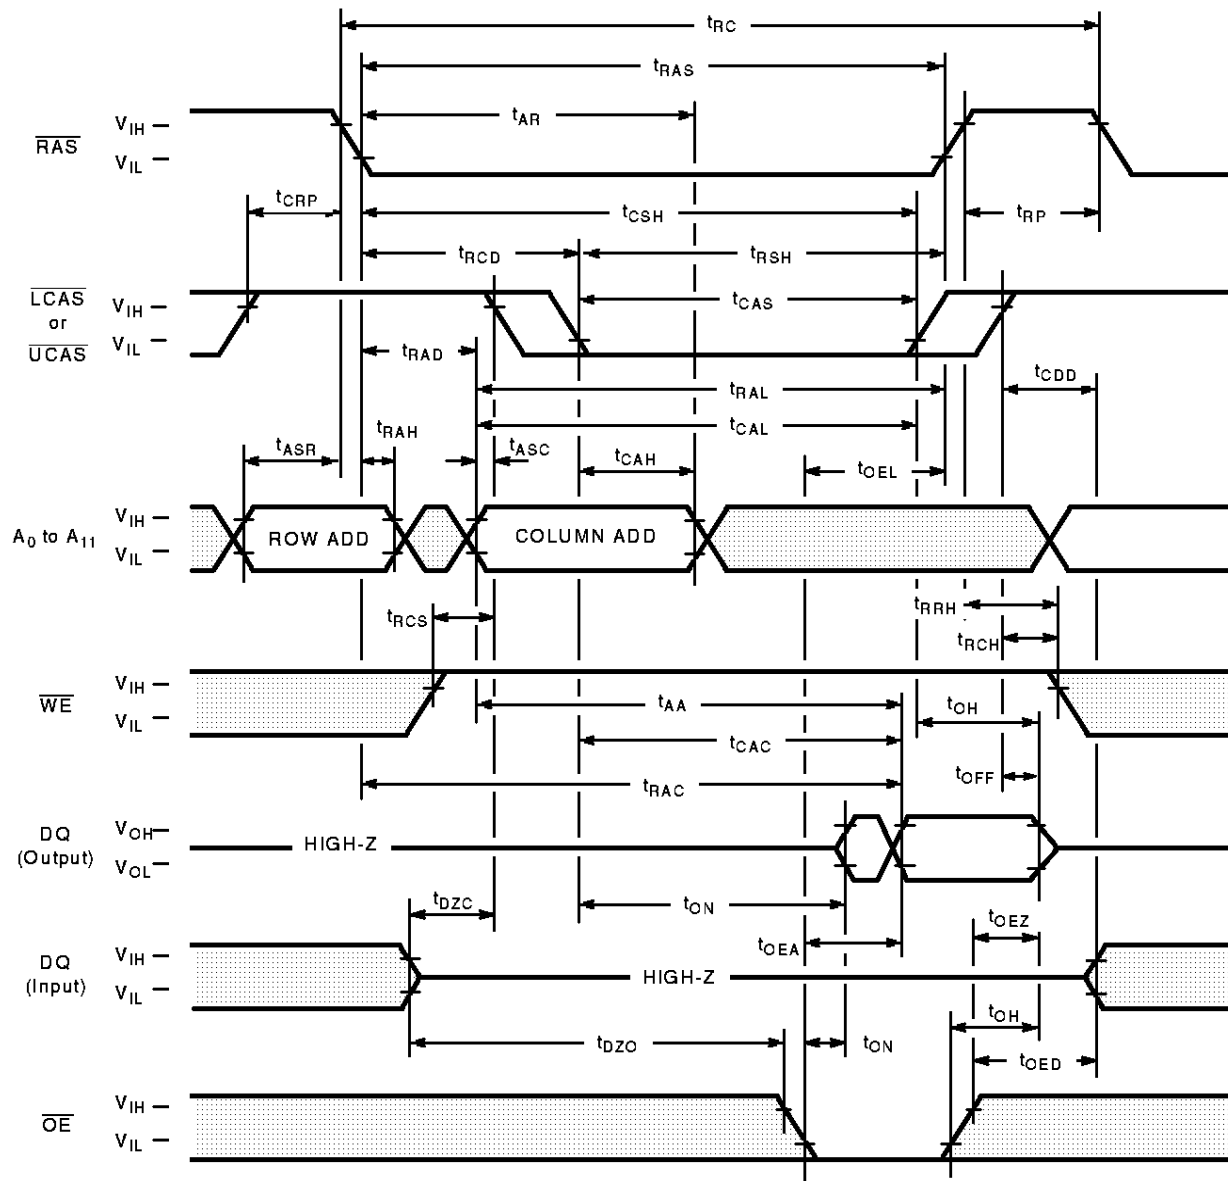 tRC
tRAS
tAR
RAS
VIH
VIL
tCRP
tCSH
tRP
tRCD
tRSH
LCAS
or
UCAS
VIH
VIL
tCAS
tRAD
tCDD
tRAL
tCAL
tASR
tRAH
tASC
tCAH
tOEL
A0 to A11
VIH
VIL
ROW ADD
COLUMN ADD
tRCS
tRRH
tRCH
WE
VIH
VIL
tAA
tOH
tCAC
tOFF
tRAC
DQ
(Output)
VOH
VOL
HIGH-Z
tDZC
tON
tOEA
tOEZ
DQ
(Input)
VIH
VIL
HIGH-Z
tOH
tDZO
tON
tOED
OE
VIH
VIL